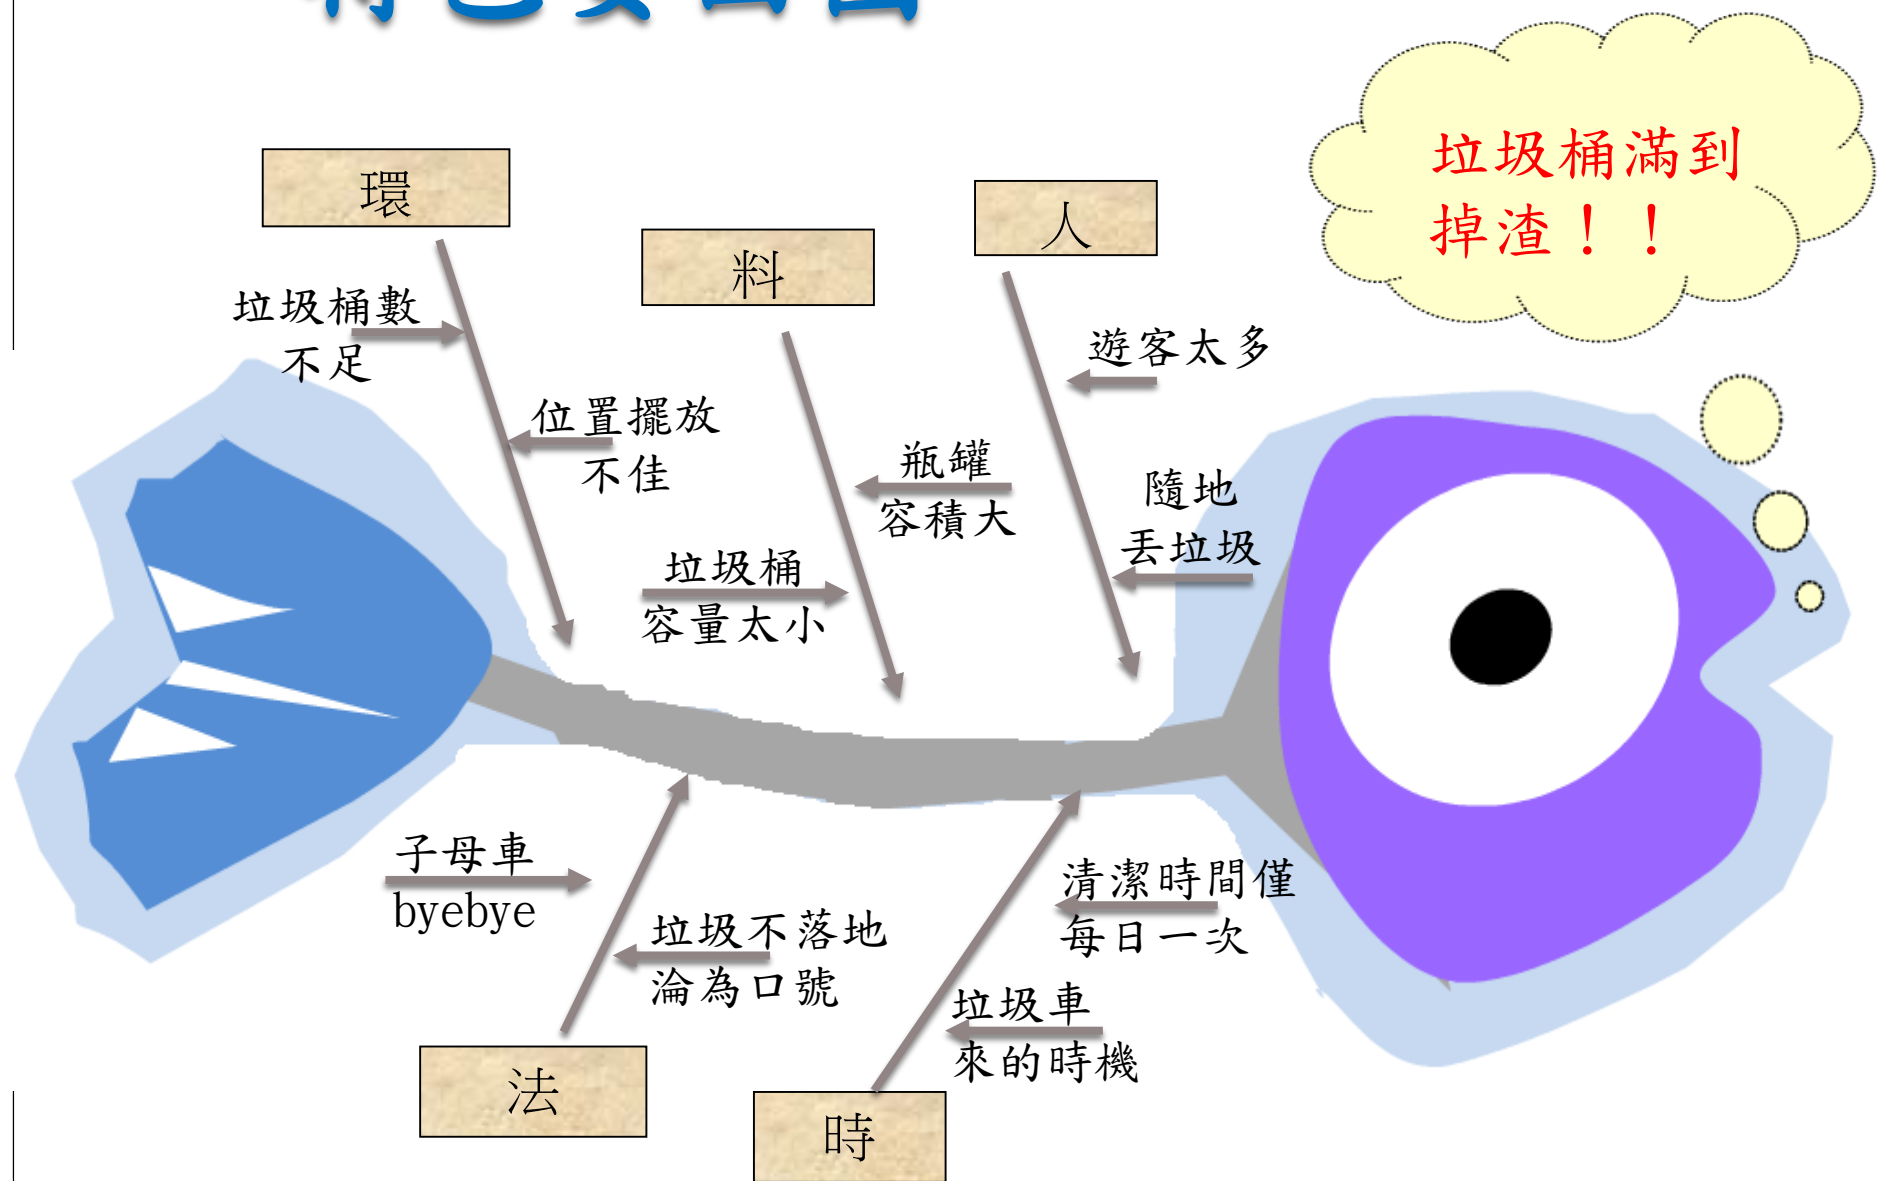 環
料
人
垃圾桶滿到
掉渣！！
垃圾桶數
不足
位置擺放
不佳
瓶罐
容積大
垃圾桶
容量太小
遊客太多
隨地
丟垃圾
子母車
byebye
垃圾不落地
淪為口號
清潔時間僅
每日一次
垃圾車
來的時機
法
時